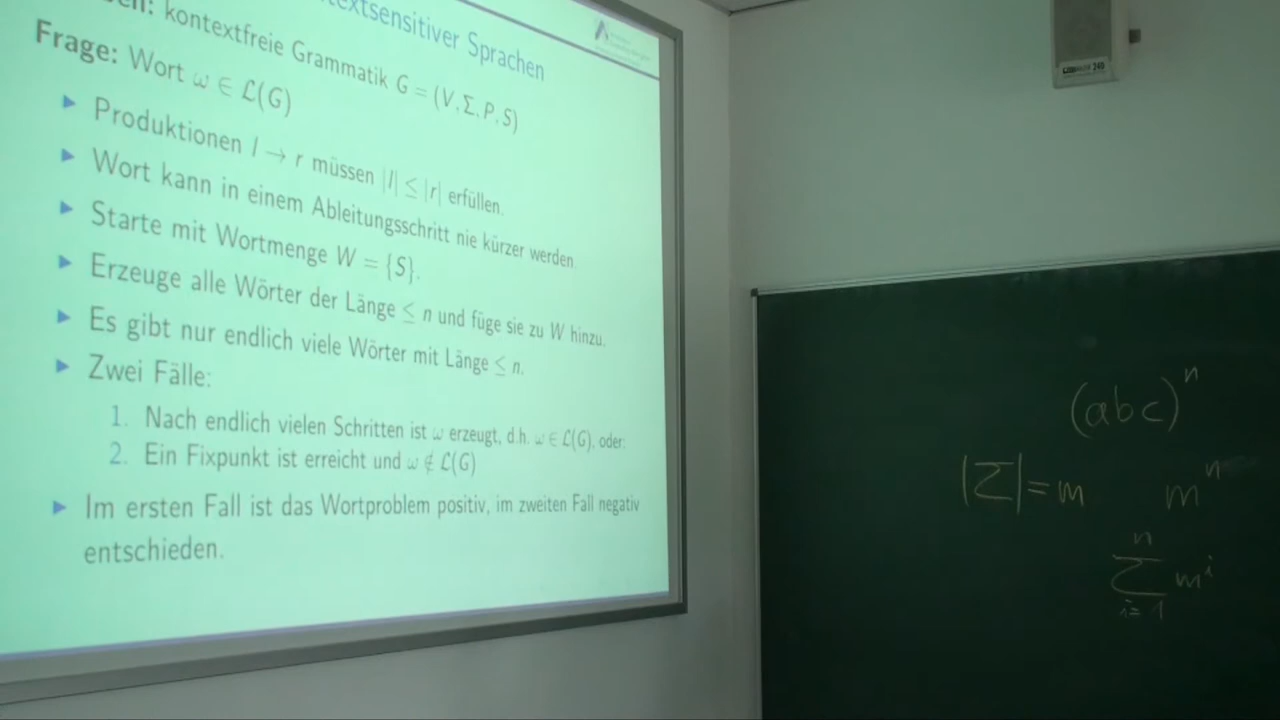 Sprachen
kontextfreie Grammatik G = (V, Σ, P, S)
Frage: Wort ω ∈ L(G)
▶ Produktionen l → r müssen |l| ≤ |r| erfüllen.
▶ Wort kann in einem Ableitungsschritt nie kürzer werden.
▶ Starte mit Wortmenge W = {S}.
▶ Erzeuge alle Wörter der Länge ≤ n und füge sie zu W hinzu.
▶ Es gibt nur endlich viele Wörter mit Länge ≤ n.
▶ Zwei Fälle:
1. Nach endlich vielen Schritten ist ω erzeugt, d.h. ω ∈ L(G), oder:
2. Ein Fixpunkt ist erreicht und ω ∉ L(G)
▶ Im ersten Fall ist das Wortproblem positiv, im zweiten Fall negativ
entschieden.
(abc)^n
|Σ| = m m^n
n
Σ m^i
i=1